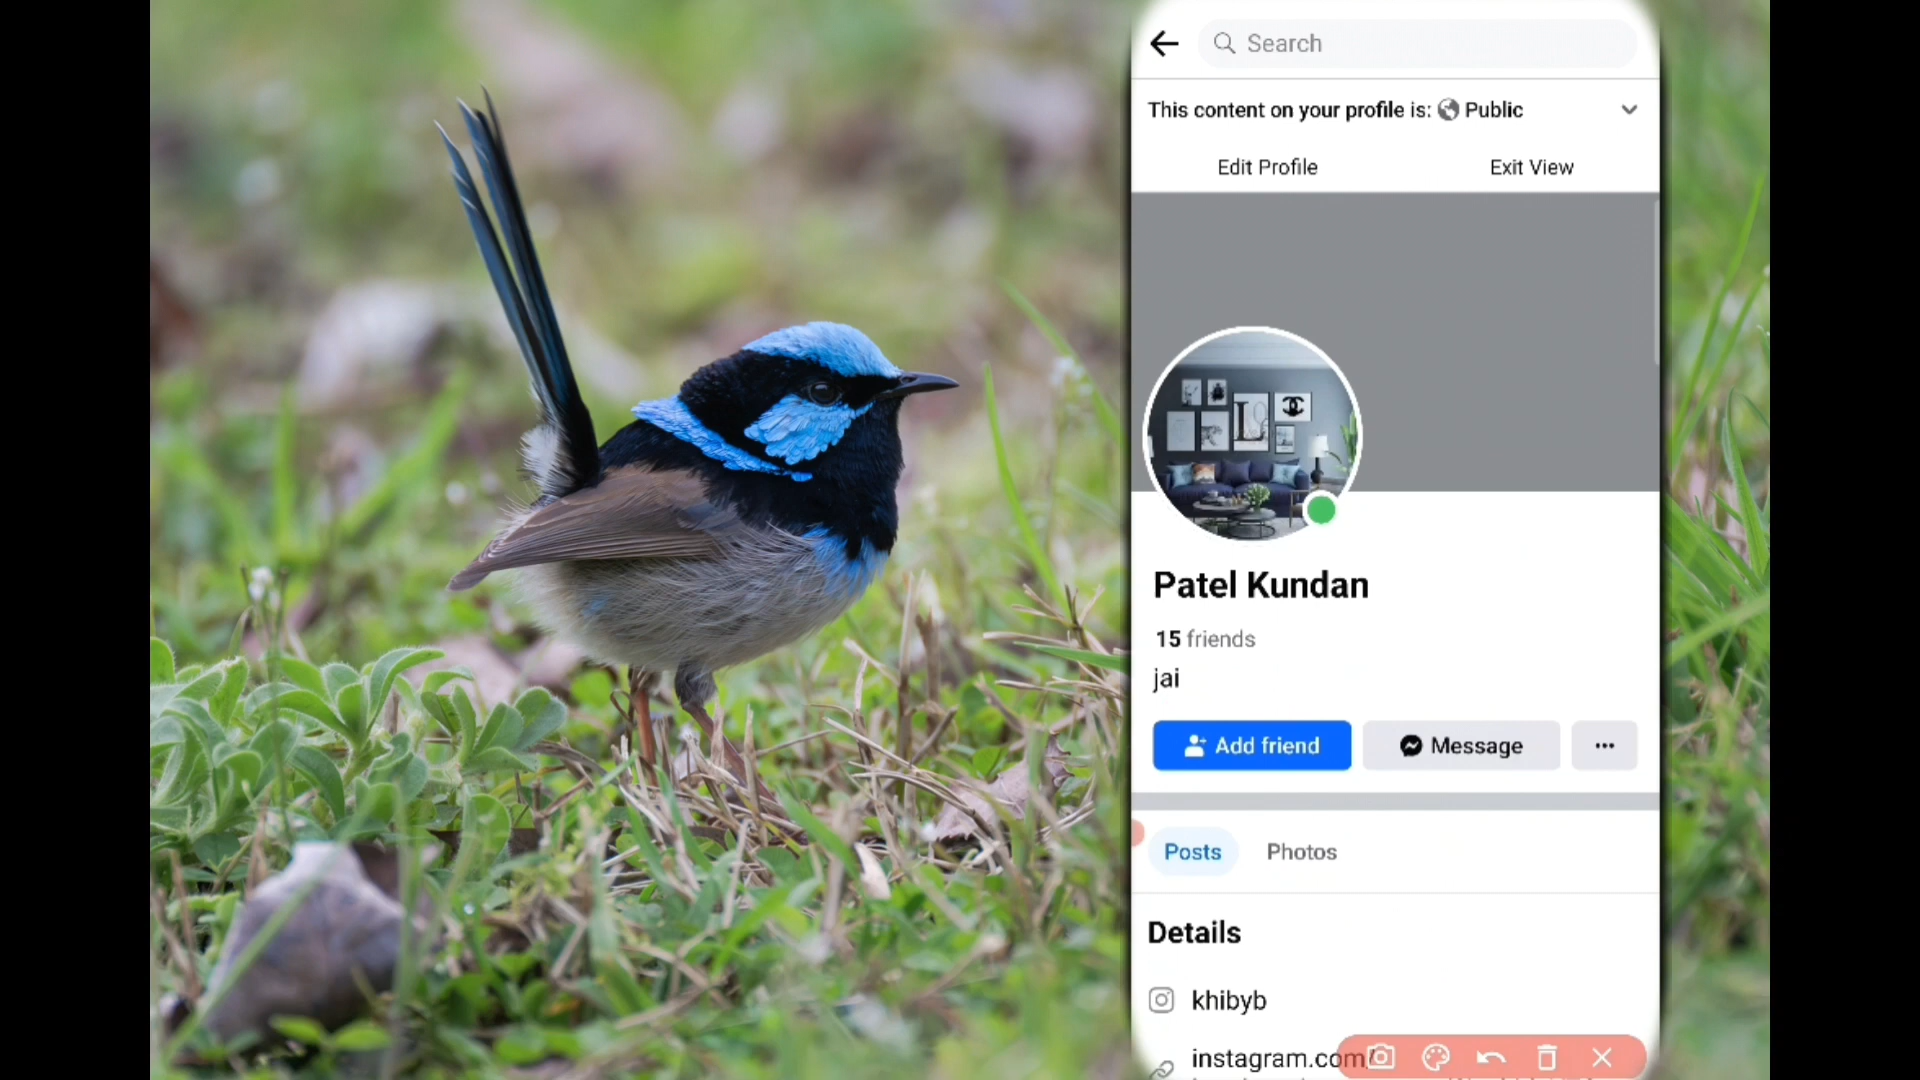 Search
This content on your profile is: Public
Edit Profile
Exit View
L
Patel Kundan
15 friends
jai
Add friend
Message
Posts
Photos
Details
khibyb
instagram.com/